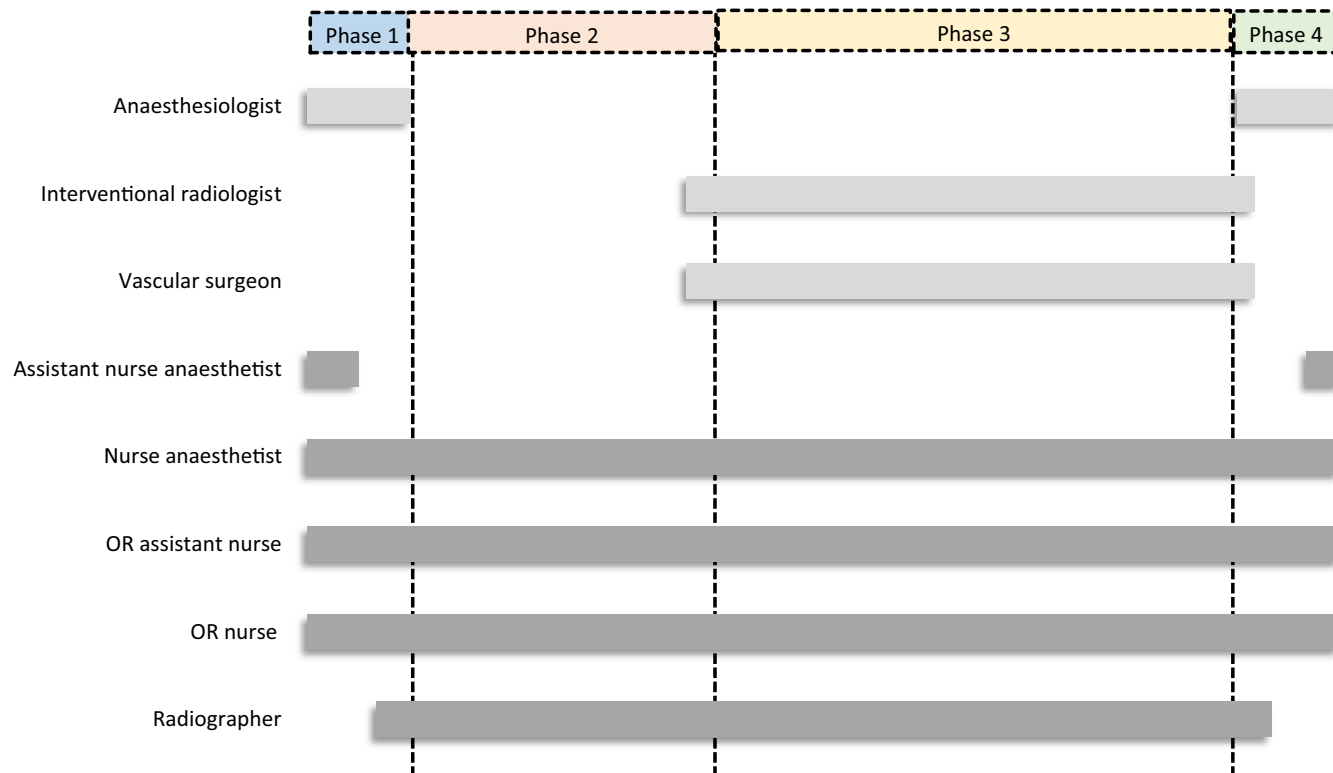 Phase 1
Phase 2
Phase 3
Phase 4
Anaesthesiologist
Interventional radiologist
Vascular surgeon
Assistant nurse anaesthetist
Nurse anaesthetist
OR assistant nurse
OR nurse
Radiographer